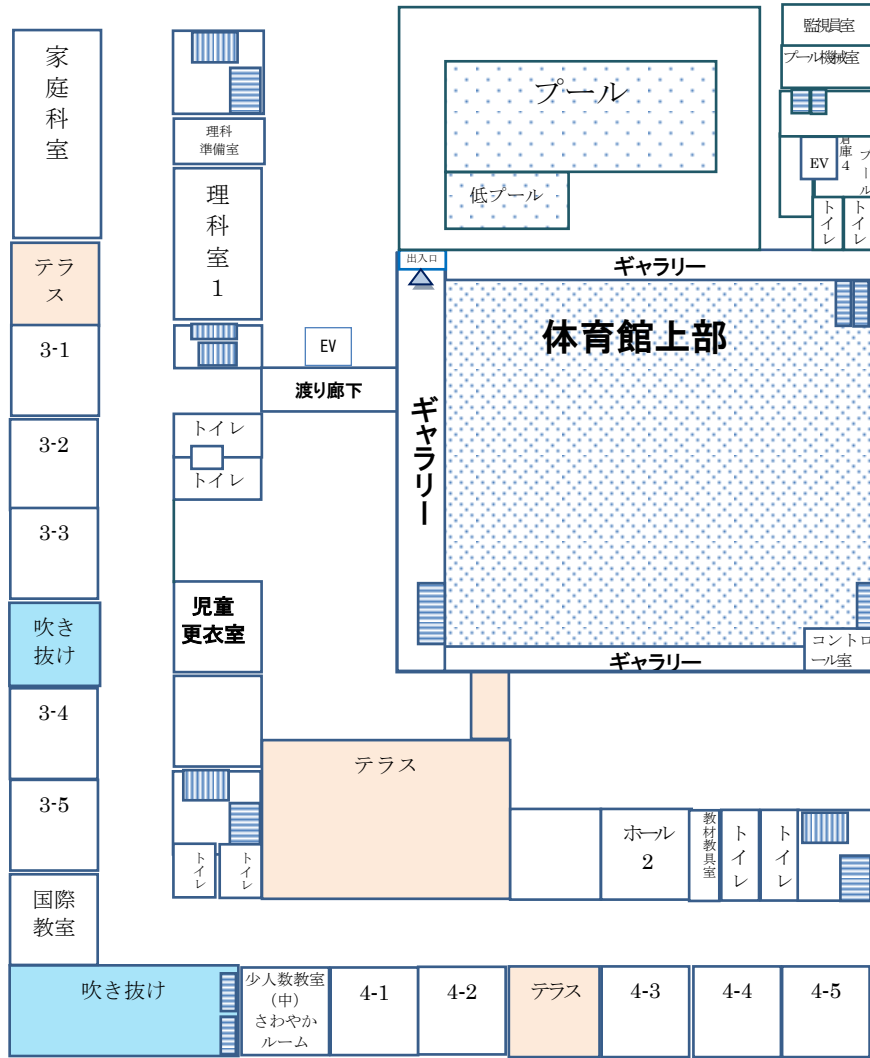 家
庭
科
室
テラ
ス
3-1
3-2
3-3
吹き
抜け
3-4
3-5
国際
教室
吹き抜け
理科
準備室
理
科
室
1
EV
渡り廊下
トイレ
トイレ
児童
更衣室
トイレ
トイレ
プール
低プール
出入口
ギャラリー
体育館上部
ギャラリー
ギャラリー
コントロ
ール室
監視員室
プール機械室
EV
倉庫4
プール
トイレ
トイレ
テラス
ホール
2
教材教具室
トイレ
トイレ
少人数教室
（中）
さわやか
ルーム
4-1
4-2
テラス
4-3
4-4
4-5